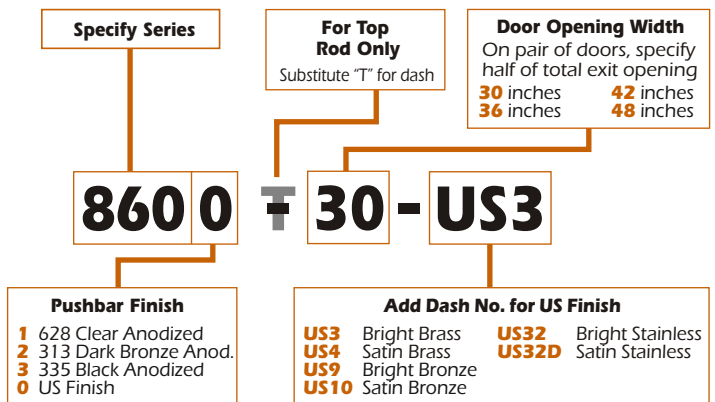 Specify Series
For Top
Rod Only
Substitute "T" for dash
Door Opening Width
On pair of doors, specify
half of total exit opening
30 inches 42 inches
36 inches 48 inches
8600 T - 30 - US3
Pushbar Finish
1 628 Clear Anodized
2 313 Dark Bronze Anod.
3 335 Black Anodized
0 US Finish
Add Dash No. for US Finish
US3 Bright Brass US32 Bright Stainless
US4 Satin Brass US32D Satin Stainless
US9 Bright Bronze
US10 Satin Bronze